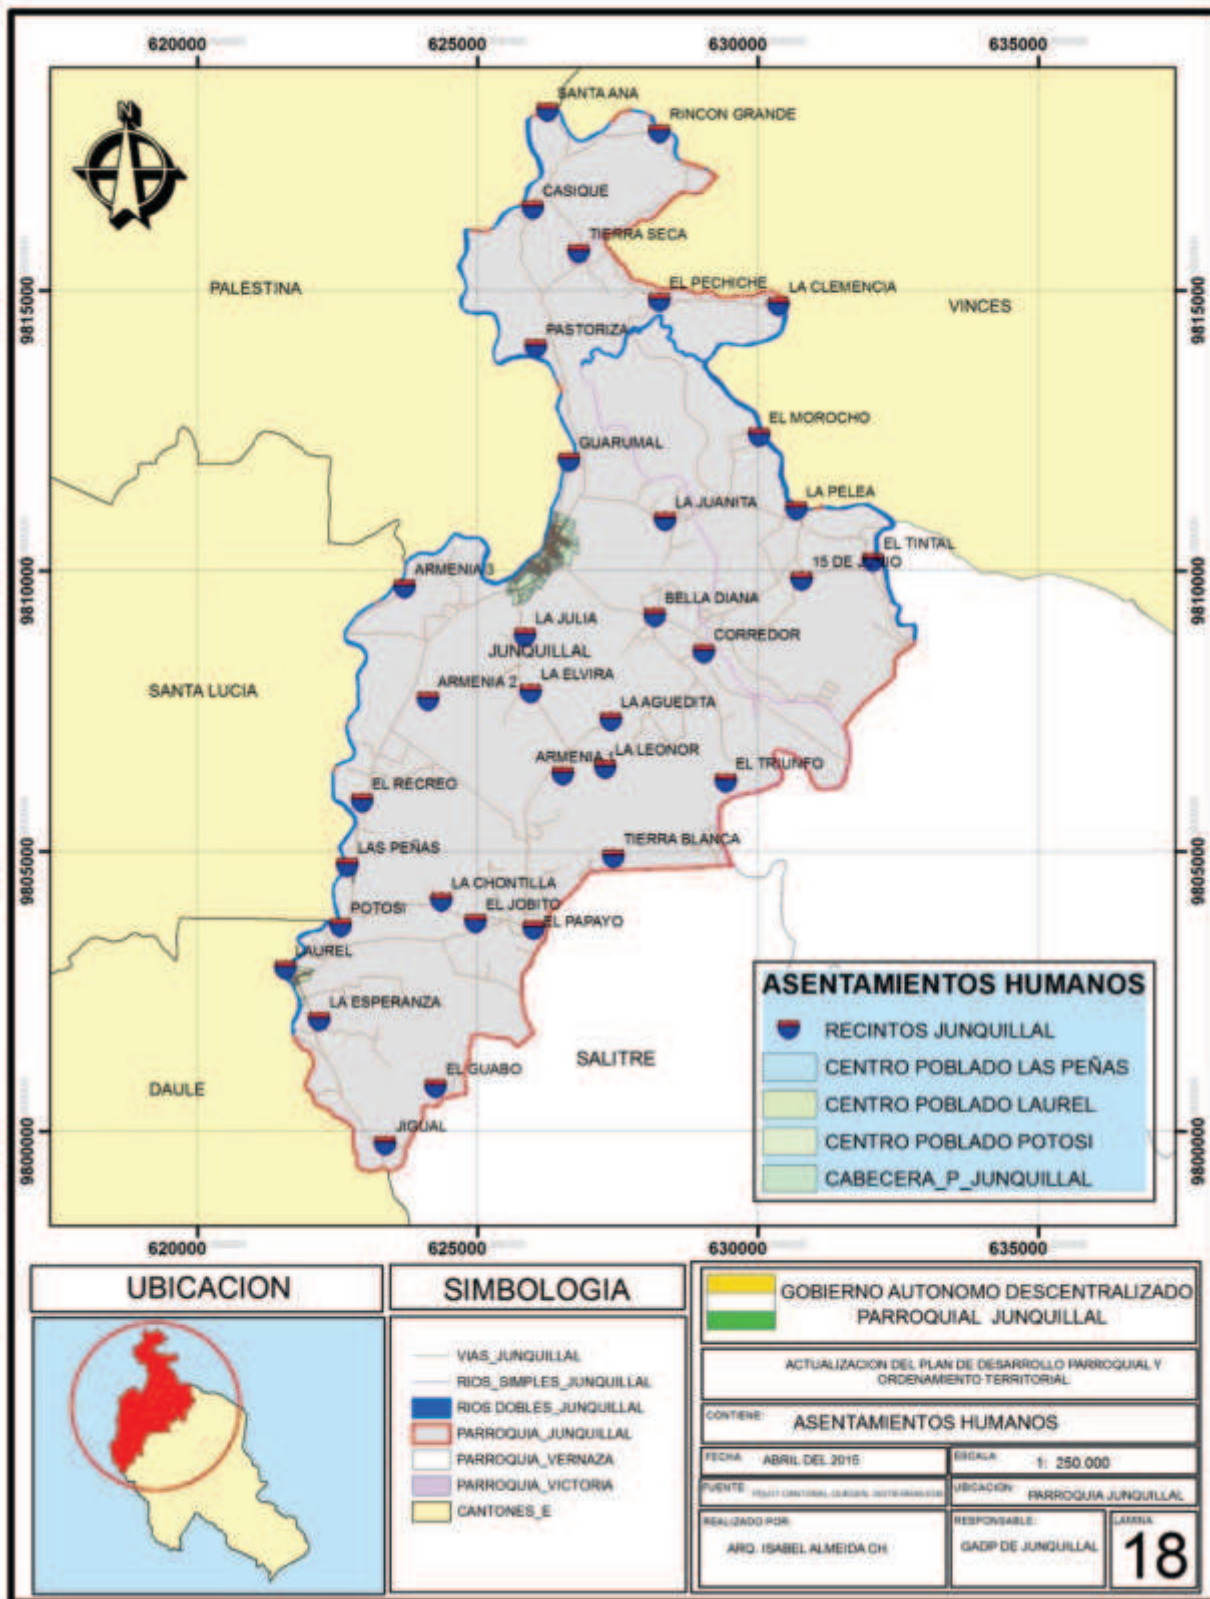 620000
625000
630000
635000
N
SANTA ANA
RINCON GRANDE
CASIQUE
TIERRA SECA
PALESTINA
EL PECHICHE
LA CLEMENCIA
VINCES
9815000
9815000
PASTORIZA
EL MOROCHO
GUARUMAL
LA PELEA
LA JUANITA
EL TINTAL
15 DE JUNIO
ARMENIA 3
9810000
9810000
BELLA DIANA
LA JULIA
CORREDOR
JUNQUILLAL
LA ELVIRA
ARMENIA 2
SANTA LUCIA
LA AGUEDITA
LA LEONOR
ARMENIA 1
EL TRIUNFO
EL RECREO
TIERRA BLANCA
LAS PEÑAS
9805000
9805000
LA CHONTILLA
EL JOBITO
POTOSI
EL PAPAYO
LAUREL
LA ESPERANZA
SALITRE
EL GUABO
DAULE
JIGUAL
9800000
9800000
ASENTAMIENTOS HUMANOS
RECINTOS JUNQUILLAL
CENTRO POBLADO LAS PEÑAS
CENTRO POBLADO LAUREL
CENTRO POBLADO POTOSI
CABECERA_P_JUNQUILLAL
620000
625000
630000
635000
UBICACION
SIMBOLOGIA
VIAS_JUNQUILLAL
RIOS_SIMPLES_JUNQUILLAL
RIOS DOBLES_JUNQUILLAL
PARROQUIA_JUNQUILLAL
PARROQUIA_VERNAZA
PARROQUIA_VICTORIA
CANTONES_E
GOBIERNO AUTONOMO DESCENTRALIZADO
PARROQUIAL JUNQUILLAL
ACTUALIZACION DEL PLAN DE DESARROLLO PARROQUIAL Y
ORDENAMIENTO TERRITORIAL
CONTIENE: ASENTAMIENTOS HUMANOS
FECHA: ABRIL DEL 2015
ESCALA: 1: 250.000
FUENTE:
UBICACION: PARROQUIA JUNQUILLAL
REALIZADO POR:
ARQ. ISABEL ALMEIDA CH
RESPONSABLE:
GADP DE JUNQUILLAL
LAMINA
18